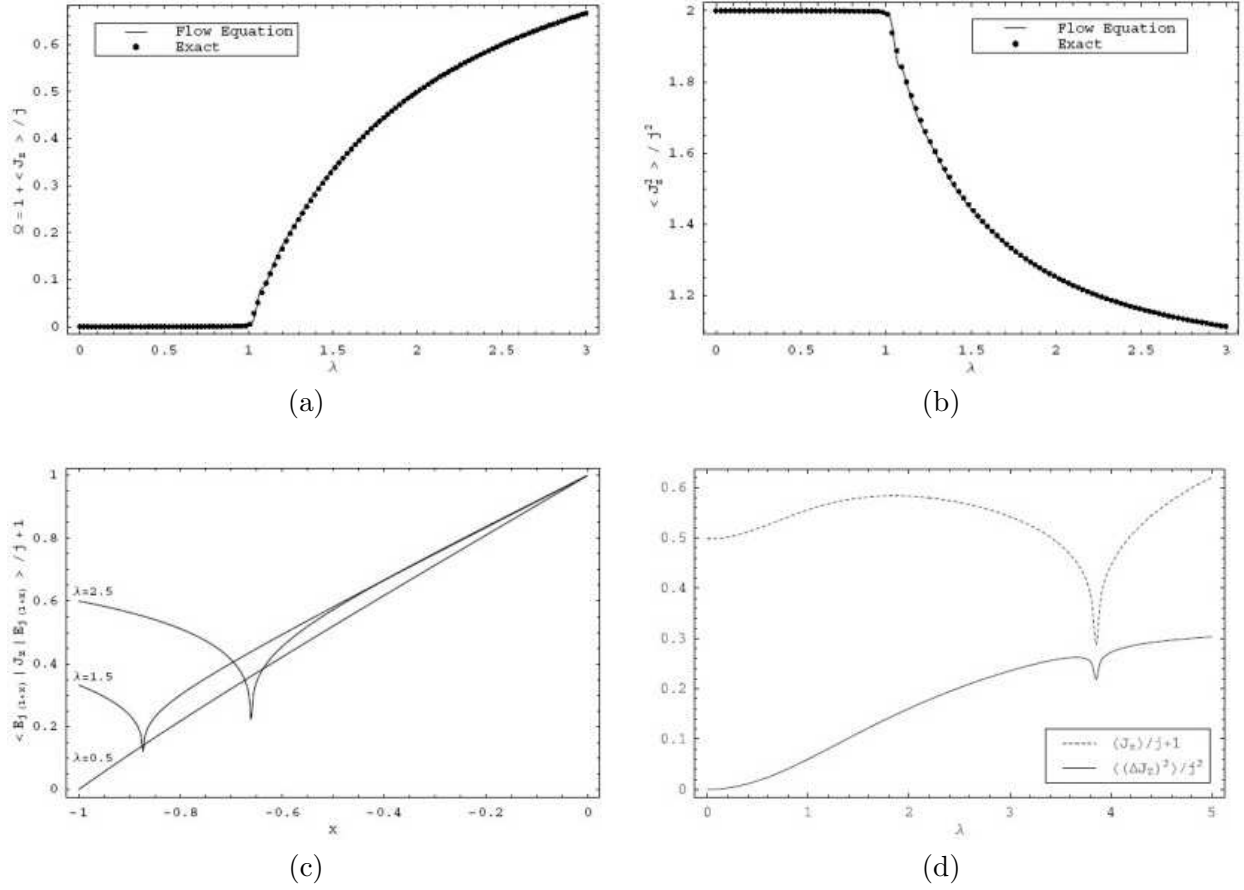 Flow Equation
Exact
Ω = 1 + < J_z > / j
0.6
0.5
0.4
0.3
0.2
0.1
0
0 0.5 1 1.5 2 2.5 3
λ
(a)
Flow Equation
Exact
< J_z^2 > / j^2
2
1.8
1.6
1.4
1.2
0 0.5 1 1.5 2 2.5 3
λ
(b)
< E_j (1+x) | J_z | E_j (1+x) > / j + 1
1
0.8
0.6
0.4
0.2
0
λ=2.5
λ=1.5
λ=0.5
-1 -0.8 -0.6 -0.4 -0.2 0
x
(c)
0.6
0.5
0.4
0.3
0.2
0.1
0
⟨J_z⟩/j+1
⟨(ΔJ_z)^2⟩/j^2
0 1 2 3 4 5
λ
(d)